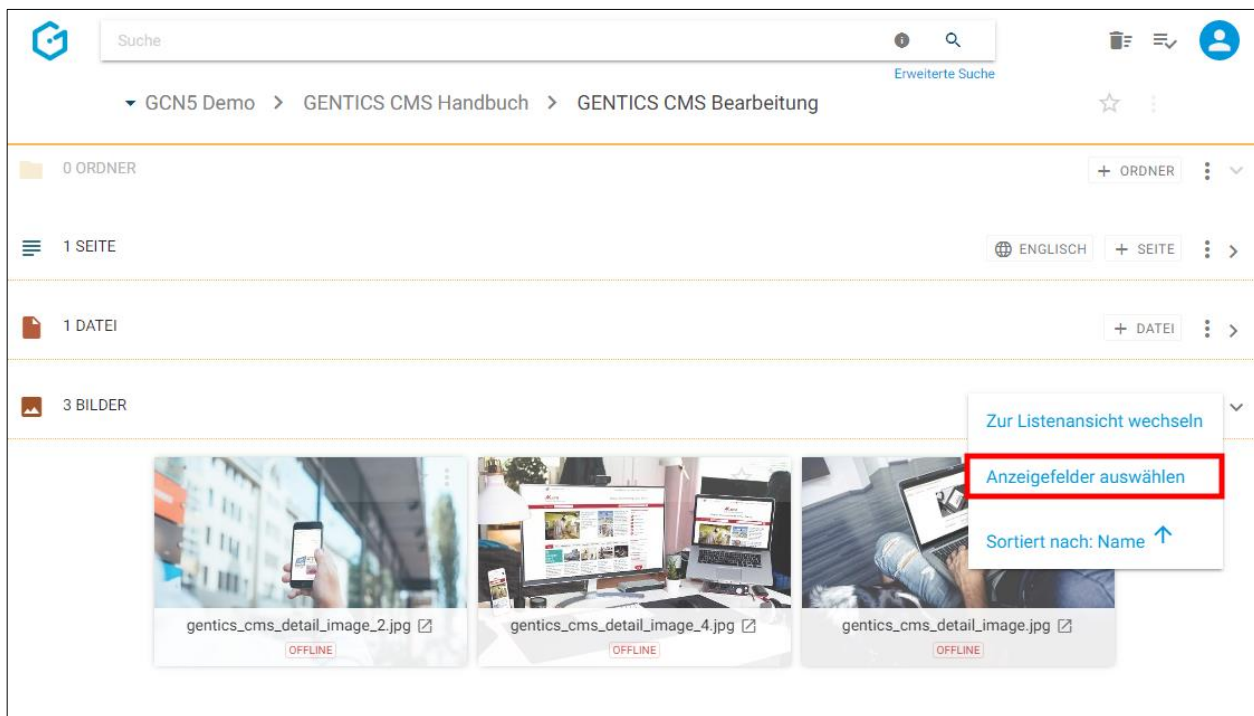 Suche
Erweiterte Suche
GCN5 Demo > GENTICS CMS Handbuch > GENTICS CMS Bearbeitung
0 ORDNER
+ ORDNER
1 SEITE
ENGLISCH + SEITE
1 DATEI
+ DATEI
3 BILDER
Zur Listenansicht wechseln
Anzeigefelder auswählen
Sortiert nach: Name
gentics_cms_detail_image_2.jpg
OFFLINE
gentics_cms_detail_image_4.jpg
OFFLINE
gentics_cms_detail_image.jpg
OFFLINE